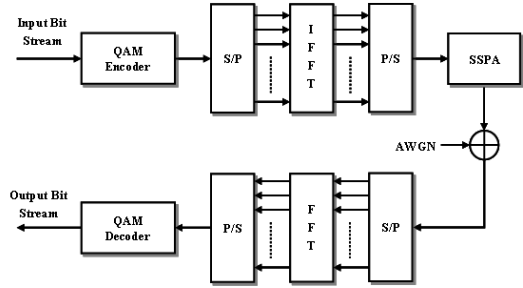 Input Bit
Stream
QAM
Encoder
S/P
I
F
F
T
P/S
SSPA
AWGN
Output Bit
Stream
QAM
Decoder
P/S
F
F
T
S/P